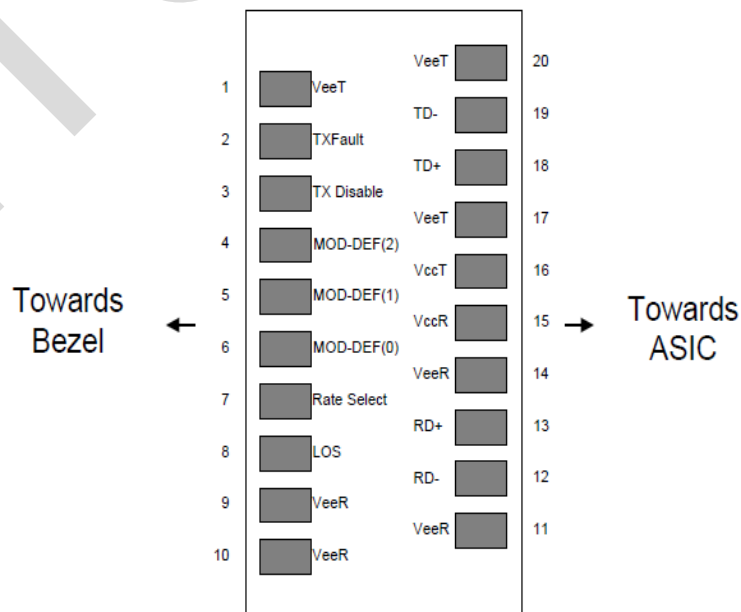 VeeT 20
1 VeeT
TD- 19
2 TXFault
TD+ 18
3 TX Disable
VeeT 17
4 MOD-DEF(2)
VccT 16
5 MOD-DEF(1)
Towards
Bezel
VccR 15
Towards
ASIC
6 MOD-DEF(0)
VeeR 14
7 Rate Select
RD+ 13
8 LOS
RD- 12
9 VeeR
VeeR 11
10 VeeR